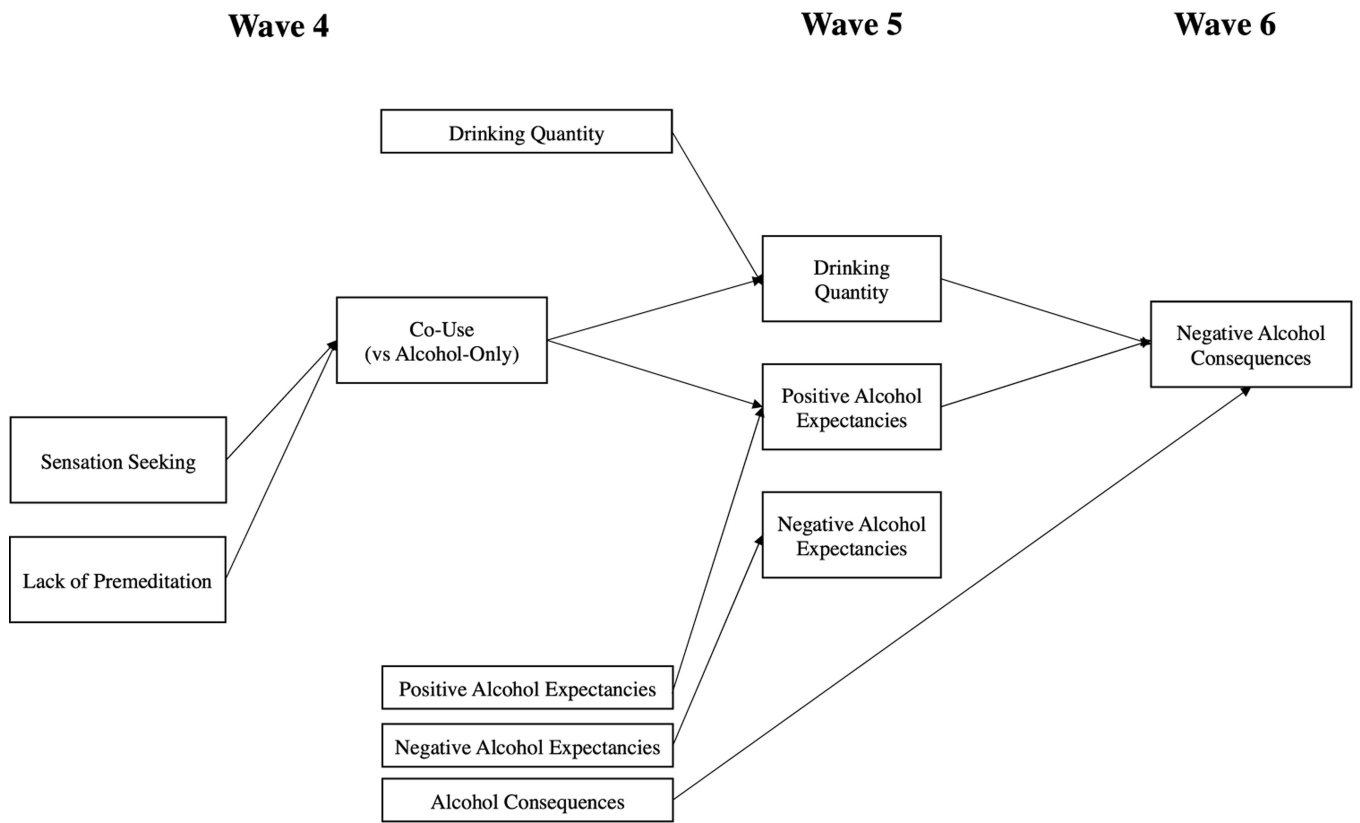 Wave 4
Wave 5
Wave 6
Drinking Quantity
Drinking
Quantity
Co-Use
(vs Alcohol-Only)
Negative Alcohol
Consequences
Positive Alcohol
Expectancies
Sensation Seeking
Negative Alcohol
Expectancies
Lack of Premeditation
Positive Alcohol Expectancies
Negative Alcohol Expectancies
Alcohol Consequences